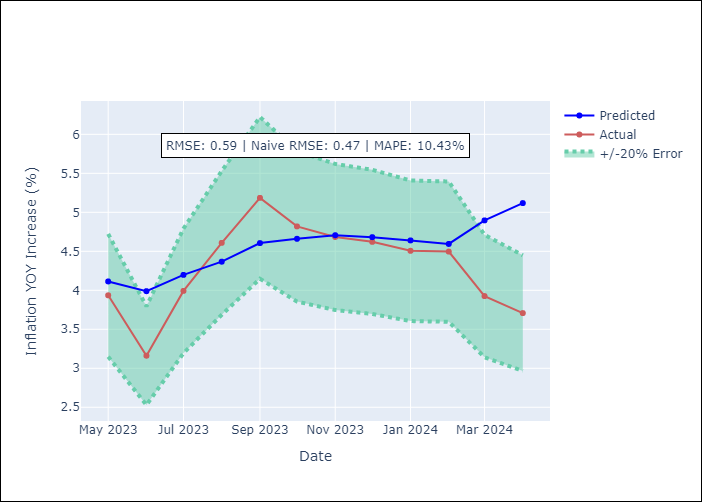 Predicted
Actual
+/-20% Error
RMSE: 0.59 | Naive RMSE: 0.47 | MAPE: 10.43%
Inflation YOY Increase (%)
6
5.5
5
4.5
4
3.5
3
2.5
May 2023
Jul 2023
Sep 2023
Nov 2023
Jan 2024
Mar 2024
Date